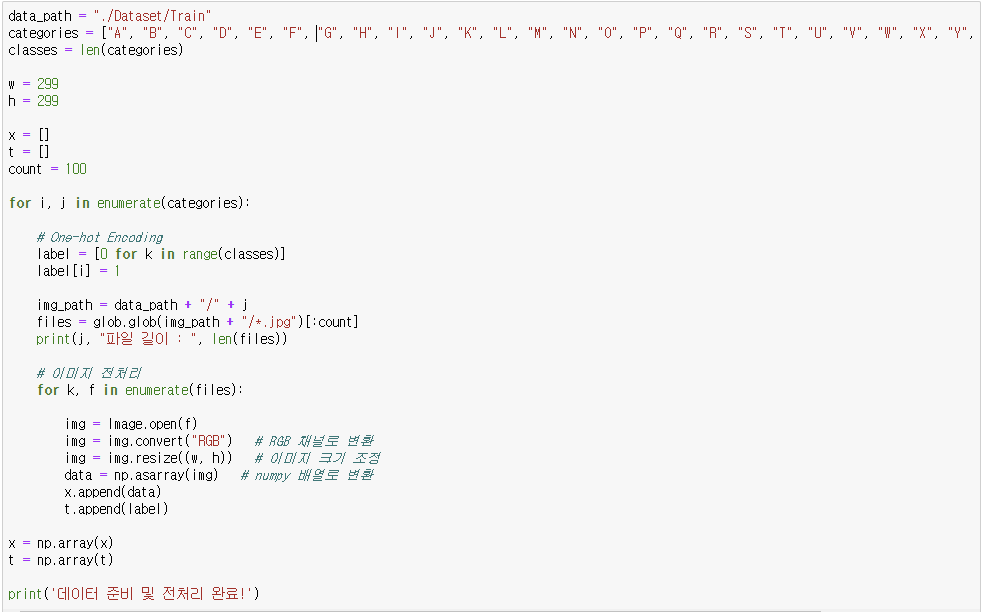 data_path = "./Dataset/Train"
categories = ["A", "B", "C", "D", "E", "F", "G", "H", "I", "J", "K", "L", "M", "N", "O", "P", "Q", "R", "S", "T", "U", "V", "W", "X", "Y",
classes = len(categories)
w = 299
h = 299
x = []
t = []
count = 100
for i, j in enumerate(categories):
# One-hot Encoding
label = [0 for k in range(classes)]
label[i] = 1
img_path = data_path + "/" + j
files = glob.glob(img_path + "/*.jpg")[:count]
print(j, "파일 길이 : ", len(files))
# 이미지 전처리
for k, f in enumerate(files):
img = Image.open(f)
img = img.convert("RGB")   # RGB 채널로 변환
img = img.resize((w, h))   # 이미지 크기 조정
data = np.asarray(img)   # numpy 배열로 변환
x.append(data)
t.append(label)
x = np.array(x)
t = np.array(t)
print('데이터 준비 및 전처리 완료!')